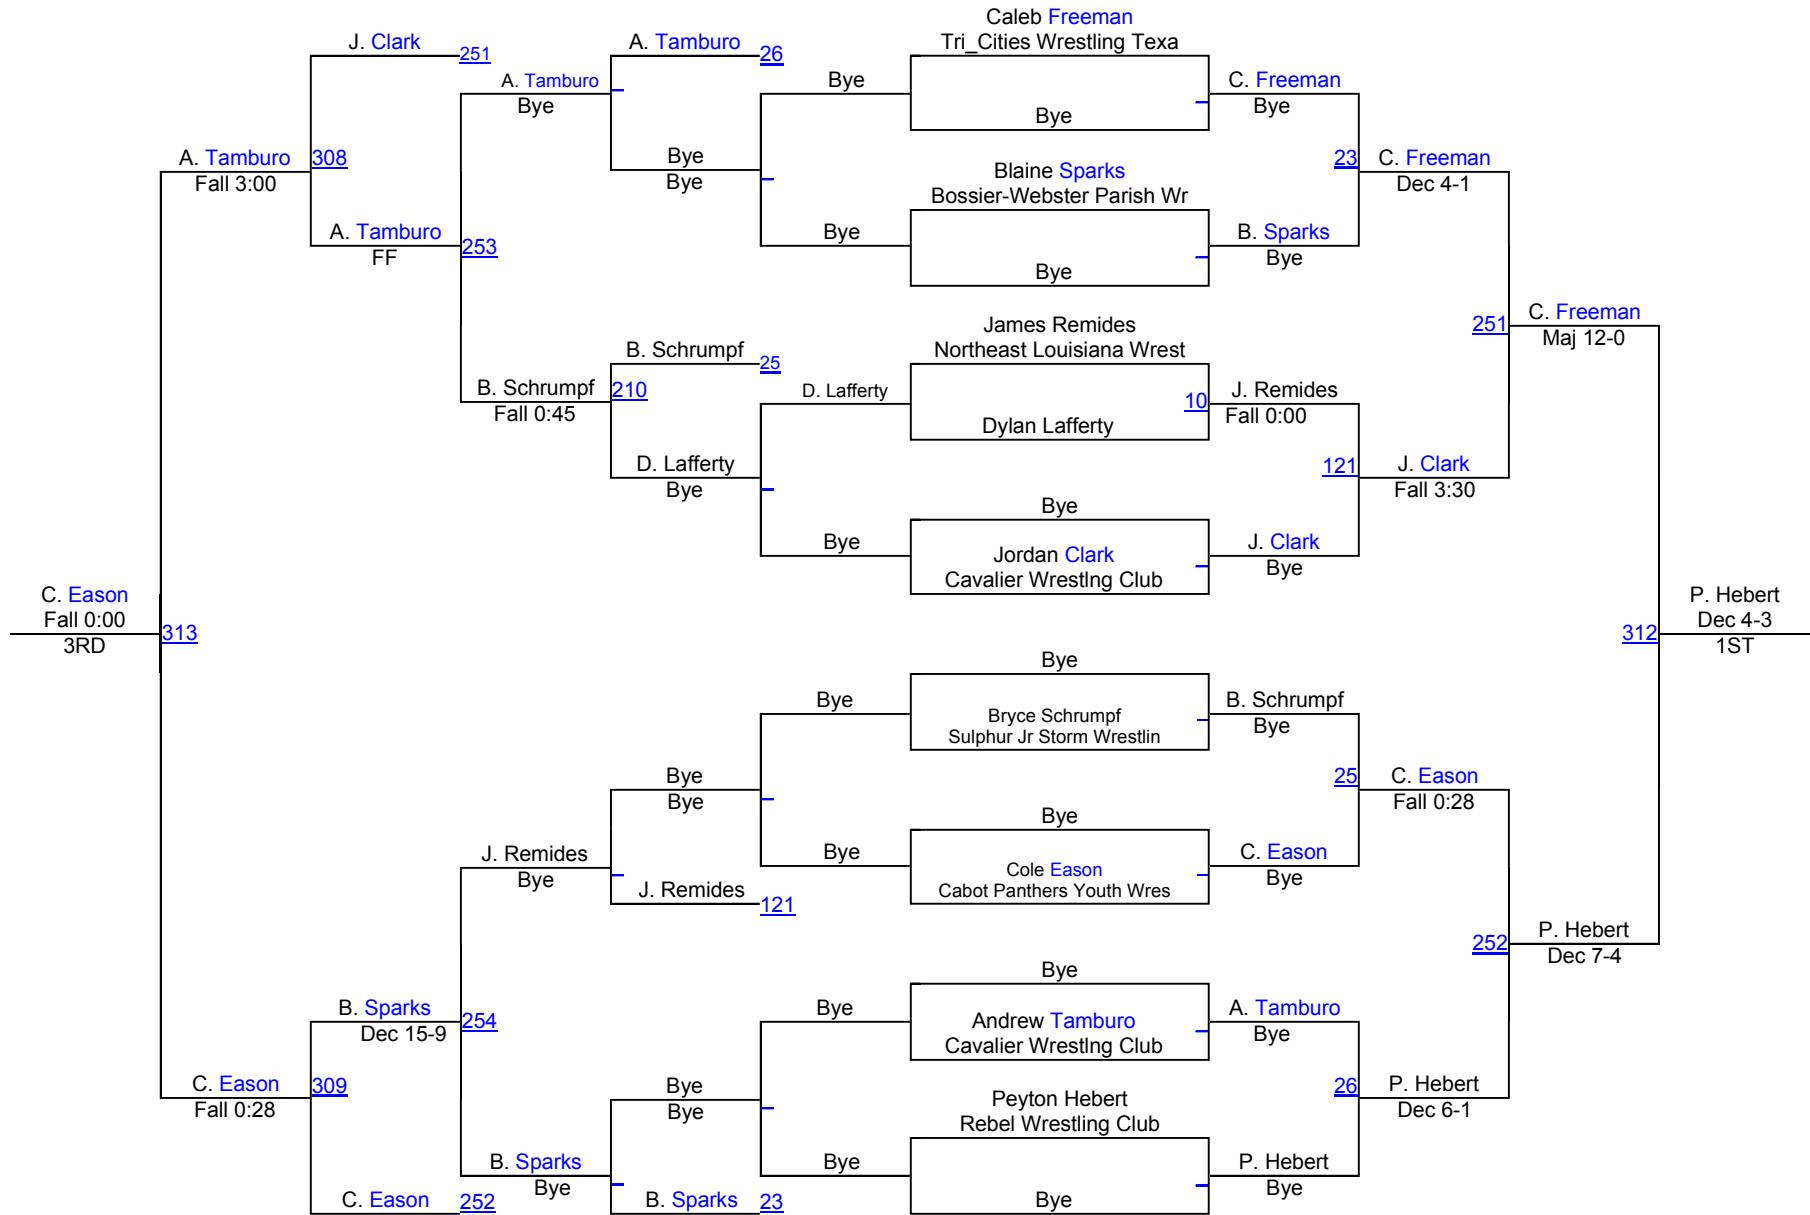 Caleb Freeman
J. Clark
251
A. Tamburo
26
Tri_Cities Wrestling Texa
A. Tamburo
Bye
Bye
Bye
C. Freeman
Bye
A. Tamburo
308
Fall 3:00
Bye
Bye
Blaine Sparks
Bossier-Webster Parish Wr
23
C. Freeman
Dec 4-1
A. Tamburo
FF
253
Bye
Bye
B. Sparks
Bye
James Remides
Northeast Louisiana Wrest
251
C. Freeman
Maj 12-0
B. Schrumpf
25
B. Schrumpf
Fall 0:45
210
D. Lafferty
10
Dylan Lafferty
J. Remides
Fall 0:00
D. Lafferty
Bye
121
J. Clark
Fall 3:30
Bye
Bye
Jordan Clark
Cavalier Wrestlng Club
J. Clark
Bye
C. Eason
Fall 0:00
3RD
313
312
P. Hebert
Dec 4-3
1ST
Bye
Bye
Bryce Schrumpf
Sulphur Jr Storm Wrestlin
B. Schrumpf
Bye
Bye
Bye
25
C. Eason
Fall 0:28
Bye
Bye
Cole Eason
Cabot Panthers Youth Wres
C. Eason
Bye
J. Remides
Bye
J. Remides
121
252
P. Hebert
Dec 7-4
Bye
B. Sparks
Dec 15-9
254
Bye
Andrew Tamburo
Cavalier Wrestlng Club
A. Tamburo
Bye
C. Eason
Fall 0:28
309
Bye
Bye
Peyton Hebert
Rebel Wrestling Club
26
P. Hebert
Dec 6-1
B. Sparks
Bye
Bye
Bye
P. Hebert
Bye
C. Eason
252
B. Sparks
23